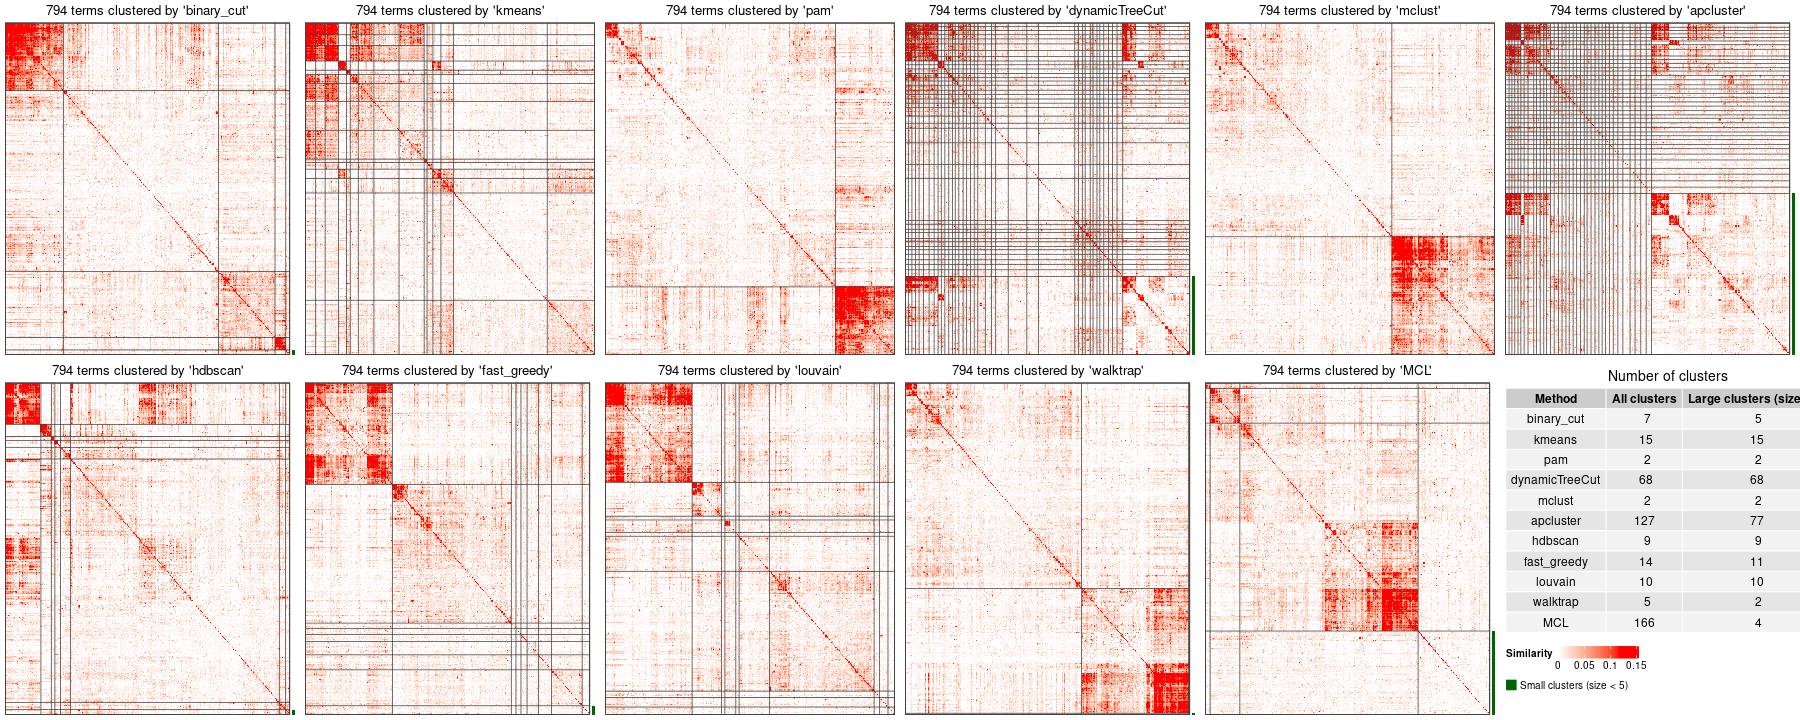 794 terms clustered by 'binary_cut'
794 terms clustered by 'kmeans'
794 terms clustered by 'pam'
794 terms clustered by 'dynamicTreeCut'
794 terms clustered by 'mclust'
794 terms clustered by 'apcluster'
794 terms clustered by 'hdbscan'
794 terms clustered by 'fast_greedy'
794 terms clustered by 'louvain'
794 terms clustered by 'walktrap'
794 terms clustered by 'MCL'
Number of clusters
Method All clusters Large clusters (size
binary_cut 7 5
kmeans 15 15
pam 2 2
dynamicTreeCut 68 68
mclust 2 2
apcluster 127 77
hdbscan 9 9
fast_greedy 14 11
louvain 10 10
walktrap 5 2
MCL 166 4
Similarity
0 0.05 0.1 0.15
Small clusters (size < 5)